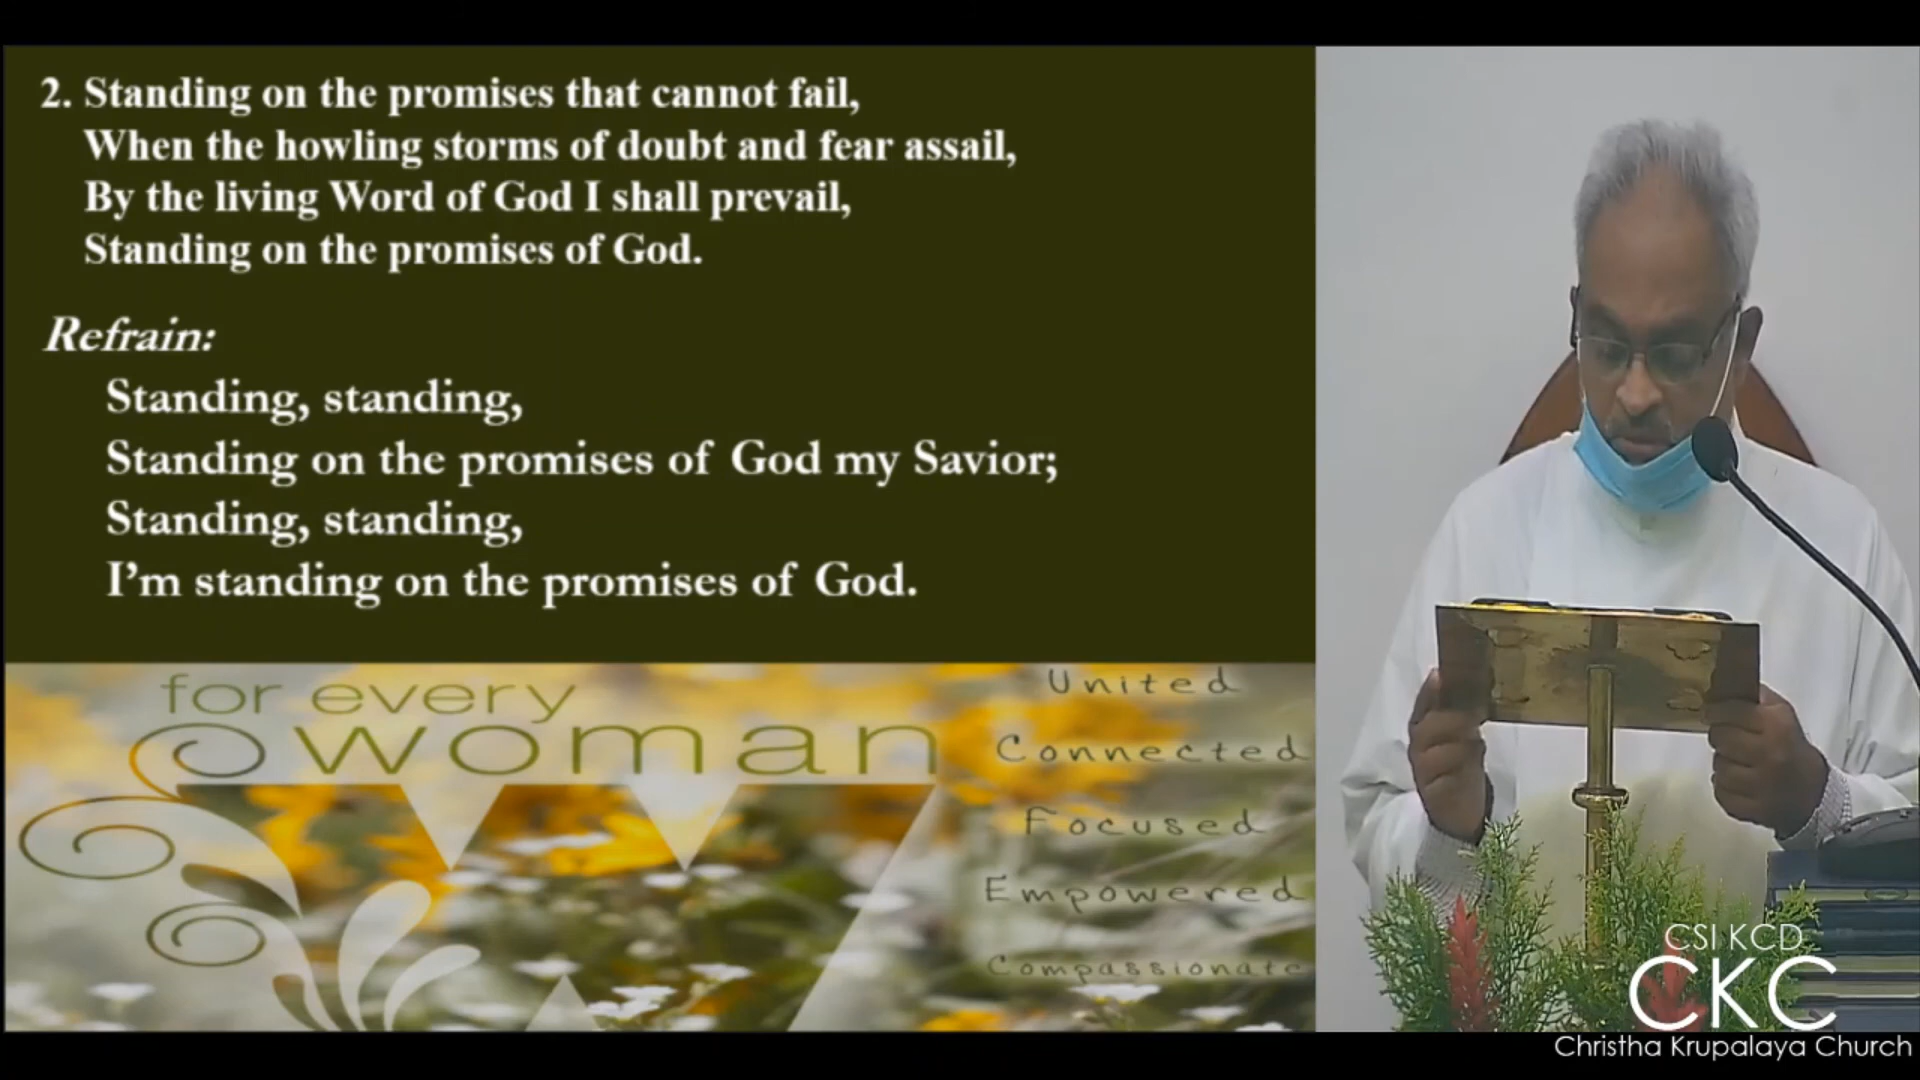 2. Standing on the promises that cannot fail,
When the howling storms of doubt and fear assail,
By the living Word of God I shall prevail,
Standing on the promises of God.
Refrain:
Standing, standing,
Standing on the promises of God my Savior;
Standing, standing,
I'm standing on the promises of God.
for every
woman
United
Connected
Focused
Empowered
Compassionate
CSI KCD
CKC
Christha Krupalaya Church